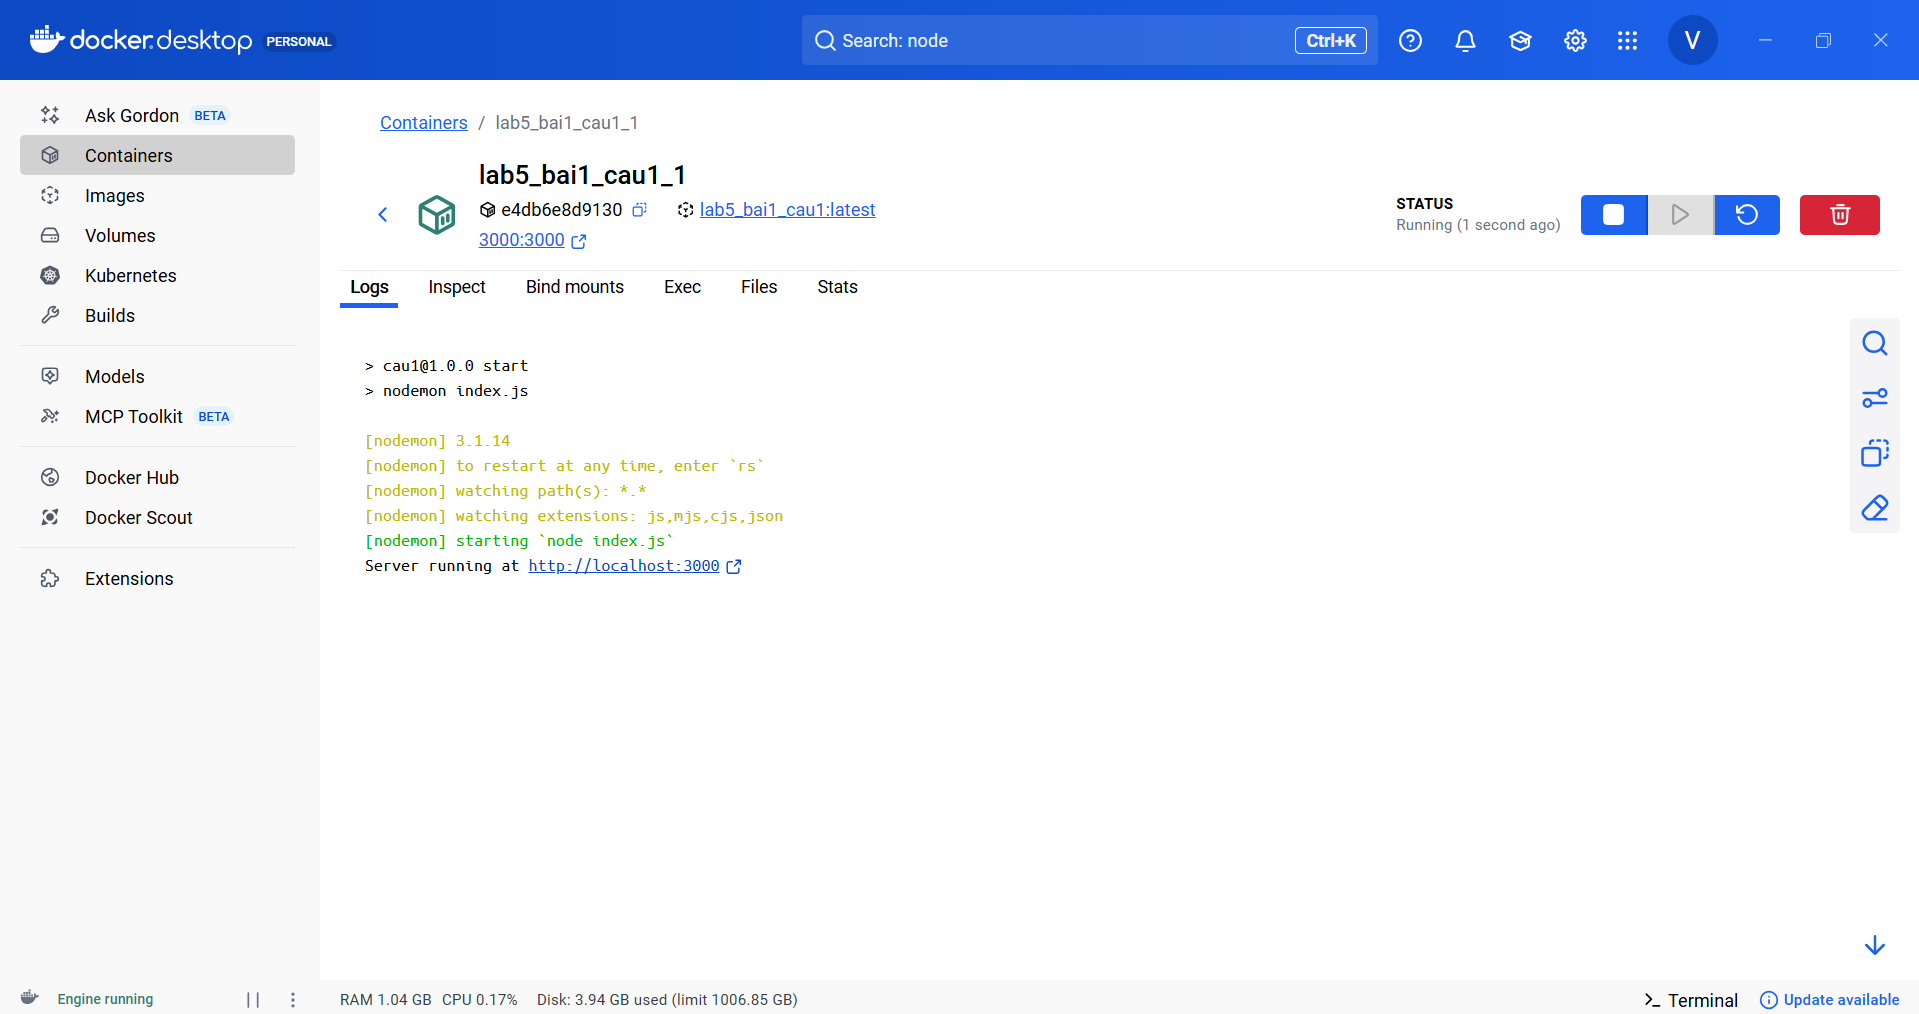 docker.desktop PERSONAL
Search: node
Ctrl+K
V
Ask Gordon BETA
Containers
Images
Volumes
Kubernetes
Builds
Models
MCP Toolkit BETA
Docker Hub
Docker Scout
Extensions
Containers / lab5_bai1_cau1_1
lab5_bai1_cau1_1
e4db6e8d9130 lab5_bai1_cau1:latest
3000:3000
STATUS
Running (1 second ago)
Logs Inspect Bind mounts Exec Files Stats
> cau1@1.0.0 start
> nodemon index.js
[nodemon] 3.1.14
[nodemon] to restart at any time, enter `rs`
[nodemon] watching path(s): *.*
[nodemon] watching extensions: js,mjs,cjs,json
[nodemon] starting `node index.js`
Server running at http://localhost:3000
Engine running
RAM 1.04 GB CPU 0.17% Disk: 3.94 GB used (limit 1006.85 GB)
Terminal
Update available